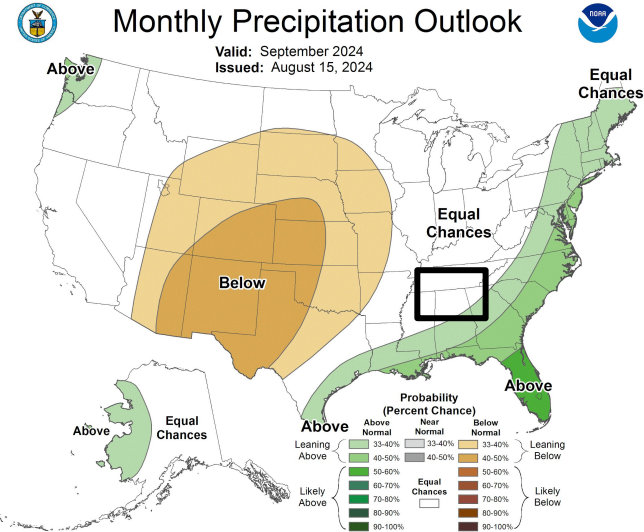 Monthly Precipitation Outlook
NOAA
Valid: September 2024
Issued: August 15, 2024
Above
Equal
Chances
Equal
Chances
Below
Above
Above
Equal
Chances
Above
Probability
(Percent Chance)
Above Normal
Near Normal
Below Normal
Leaning Above
33-40% 33-40% 33-40%
40-50% 40-50% 40-50%
Leaning Below
Likely Above
50-60% 50-60%
60-70% 60-70%
70-80% 70-80%
80-90% 80-90%
90-100% 90-100%
Equal Chances
Likely Below